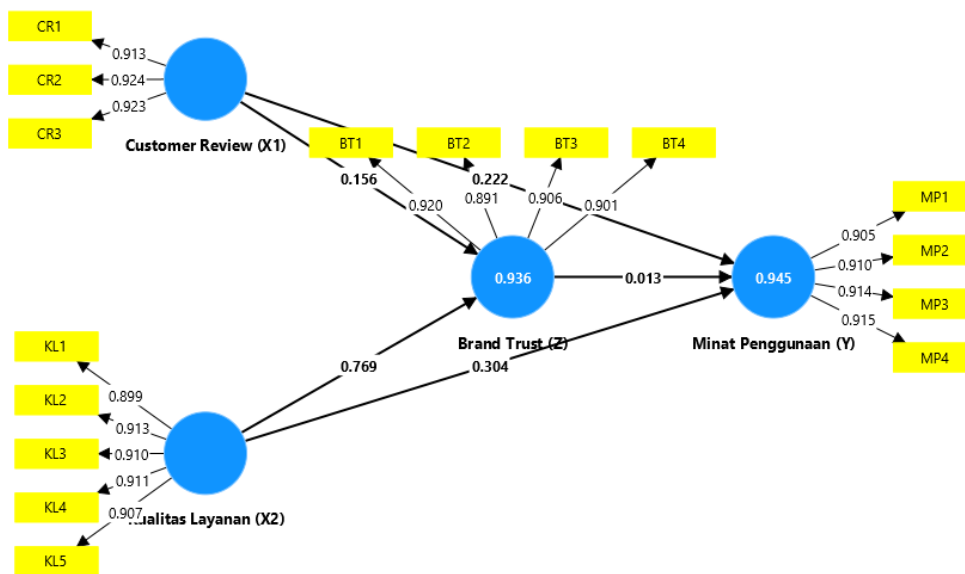 CR1
0.913
CR2
0.924
0.923
CR3
Customer Review (X1)
BT1
BT2
BT3
BT4
0.156
0.222
0.920
0.891
0.906
0.901
MP1
0.905
MP2
0.910
0.936
0.013
0.945
0.914
MP3
0.915
Brand Trust (Z)
Minat Penggunaan (Y)
MP4
KL1
0.769
0.304
0.899
KL2
0.913
KL3
0.910
0.911
KL4
0.907
ualitas Layanan (X2)
KL5